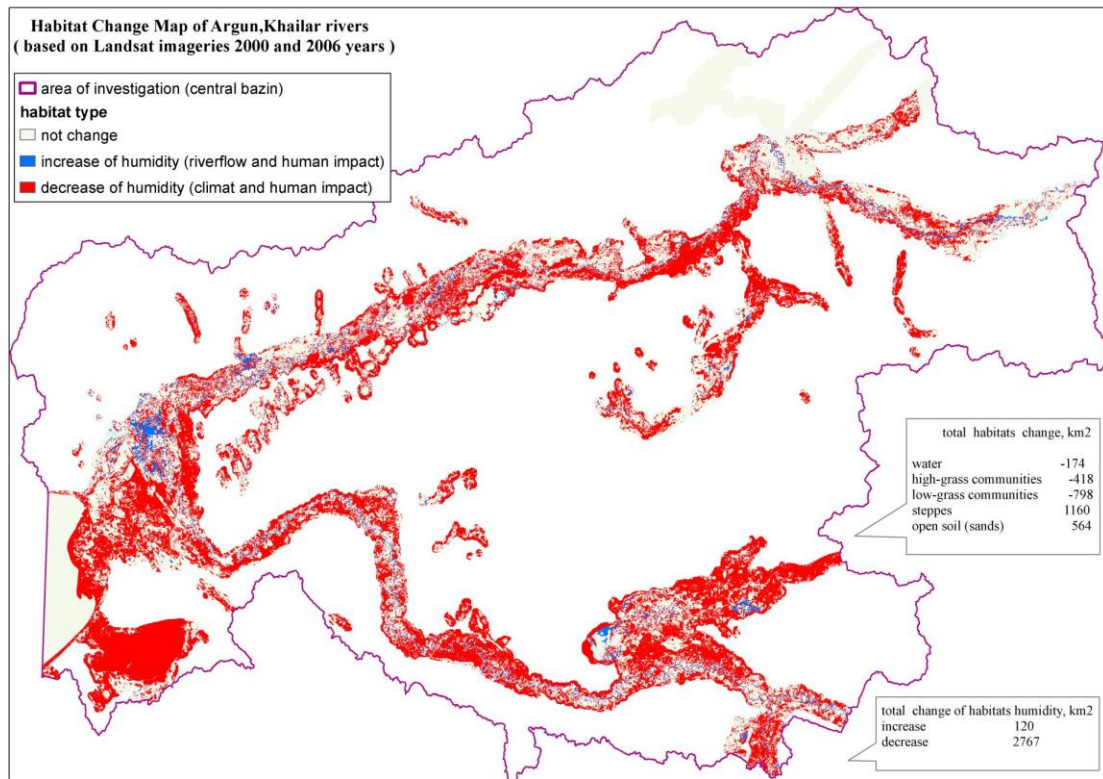 Habitat Change Map of Argun,Khailar rivers
( based on Landsat imageries 2000 and 2006 years )
area of investigation (central bazin)
habitat type
not change
increase of humidity (riverflow and human impact)
decrease of humidity (climat and human impact)
total habitats change, km2
water -174
high-grass communities -418
low-grass communities -798
steppes 1160
open soil (sands) 564
total change of habitats humidity, km2
increase 120
decrease 2767